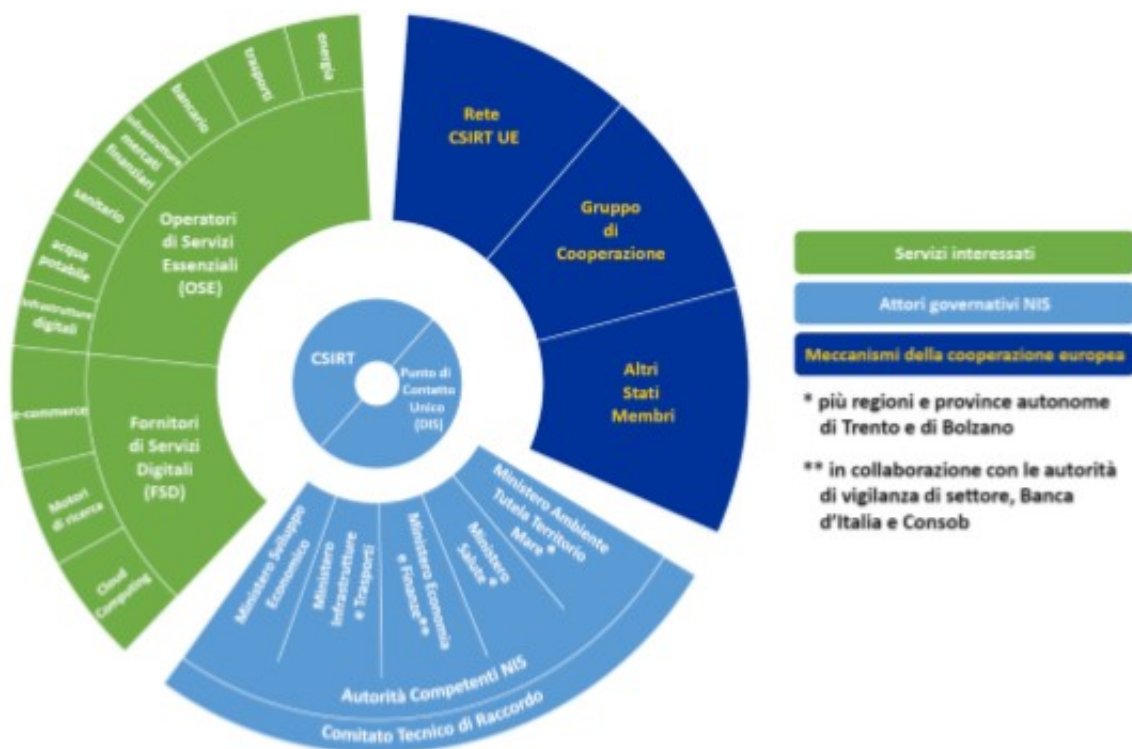 energia
trasporti
bancario
Infrastrutture
mercati
finanziari
sanitario
acqua
potabile
Infrastrutture
digitali
e-commerce
Motori
di ricerca
Cloud
Computing
Operatori
di Servizi
Essenziali
(OSE)
Fornitori
di Servizi
Digitali
(FSD)
Rete
CSIRT UE
Gruppo
di
Cooperazione
Altri
Stati
Membri
CSIRT
Punto di
Contatto
Unico
(DIS)
Ministero Sviluppo
Economico
Ministero
Infrastrutture
e Trasporti
Ministero Economia
e Finanze**
Ministero
Salute*
Ministero Ambiente
Tutela Territorio
Mare*
Autorità Competenti NIS
Comitato Tecnico di Raccordo
Servizi interessati
Attori governativi NIS
Meccanismi della cooperazione europea
* più regioni e province autonome
di Trento e di Bolzano
** in collaborazione con le autorità
di vigilanza di settore, Banca
d'Italia e Consob